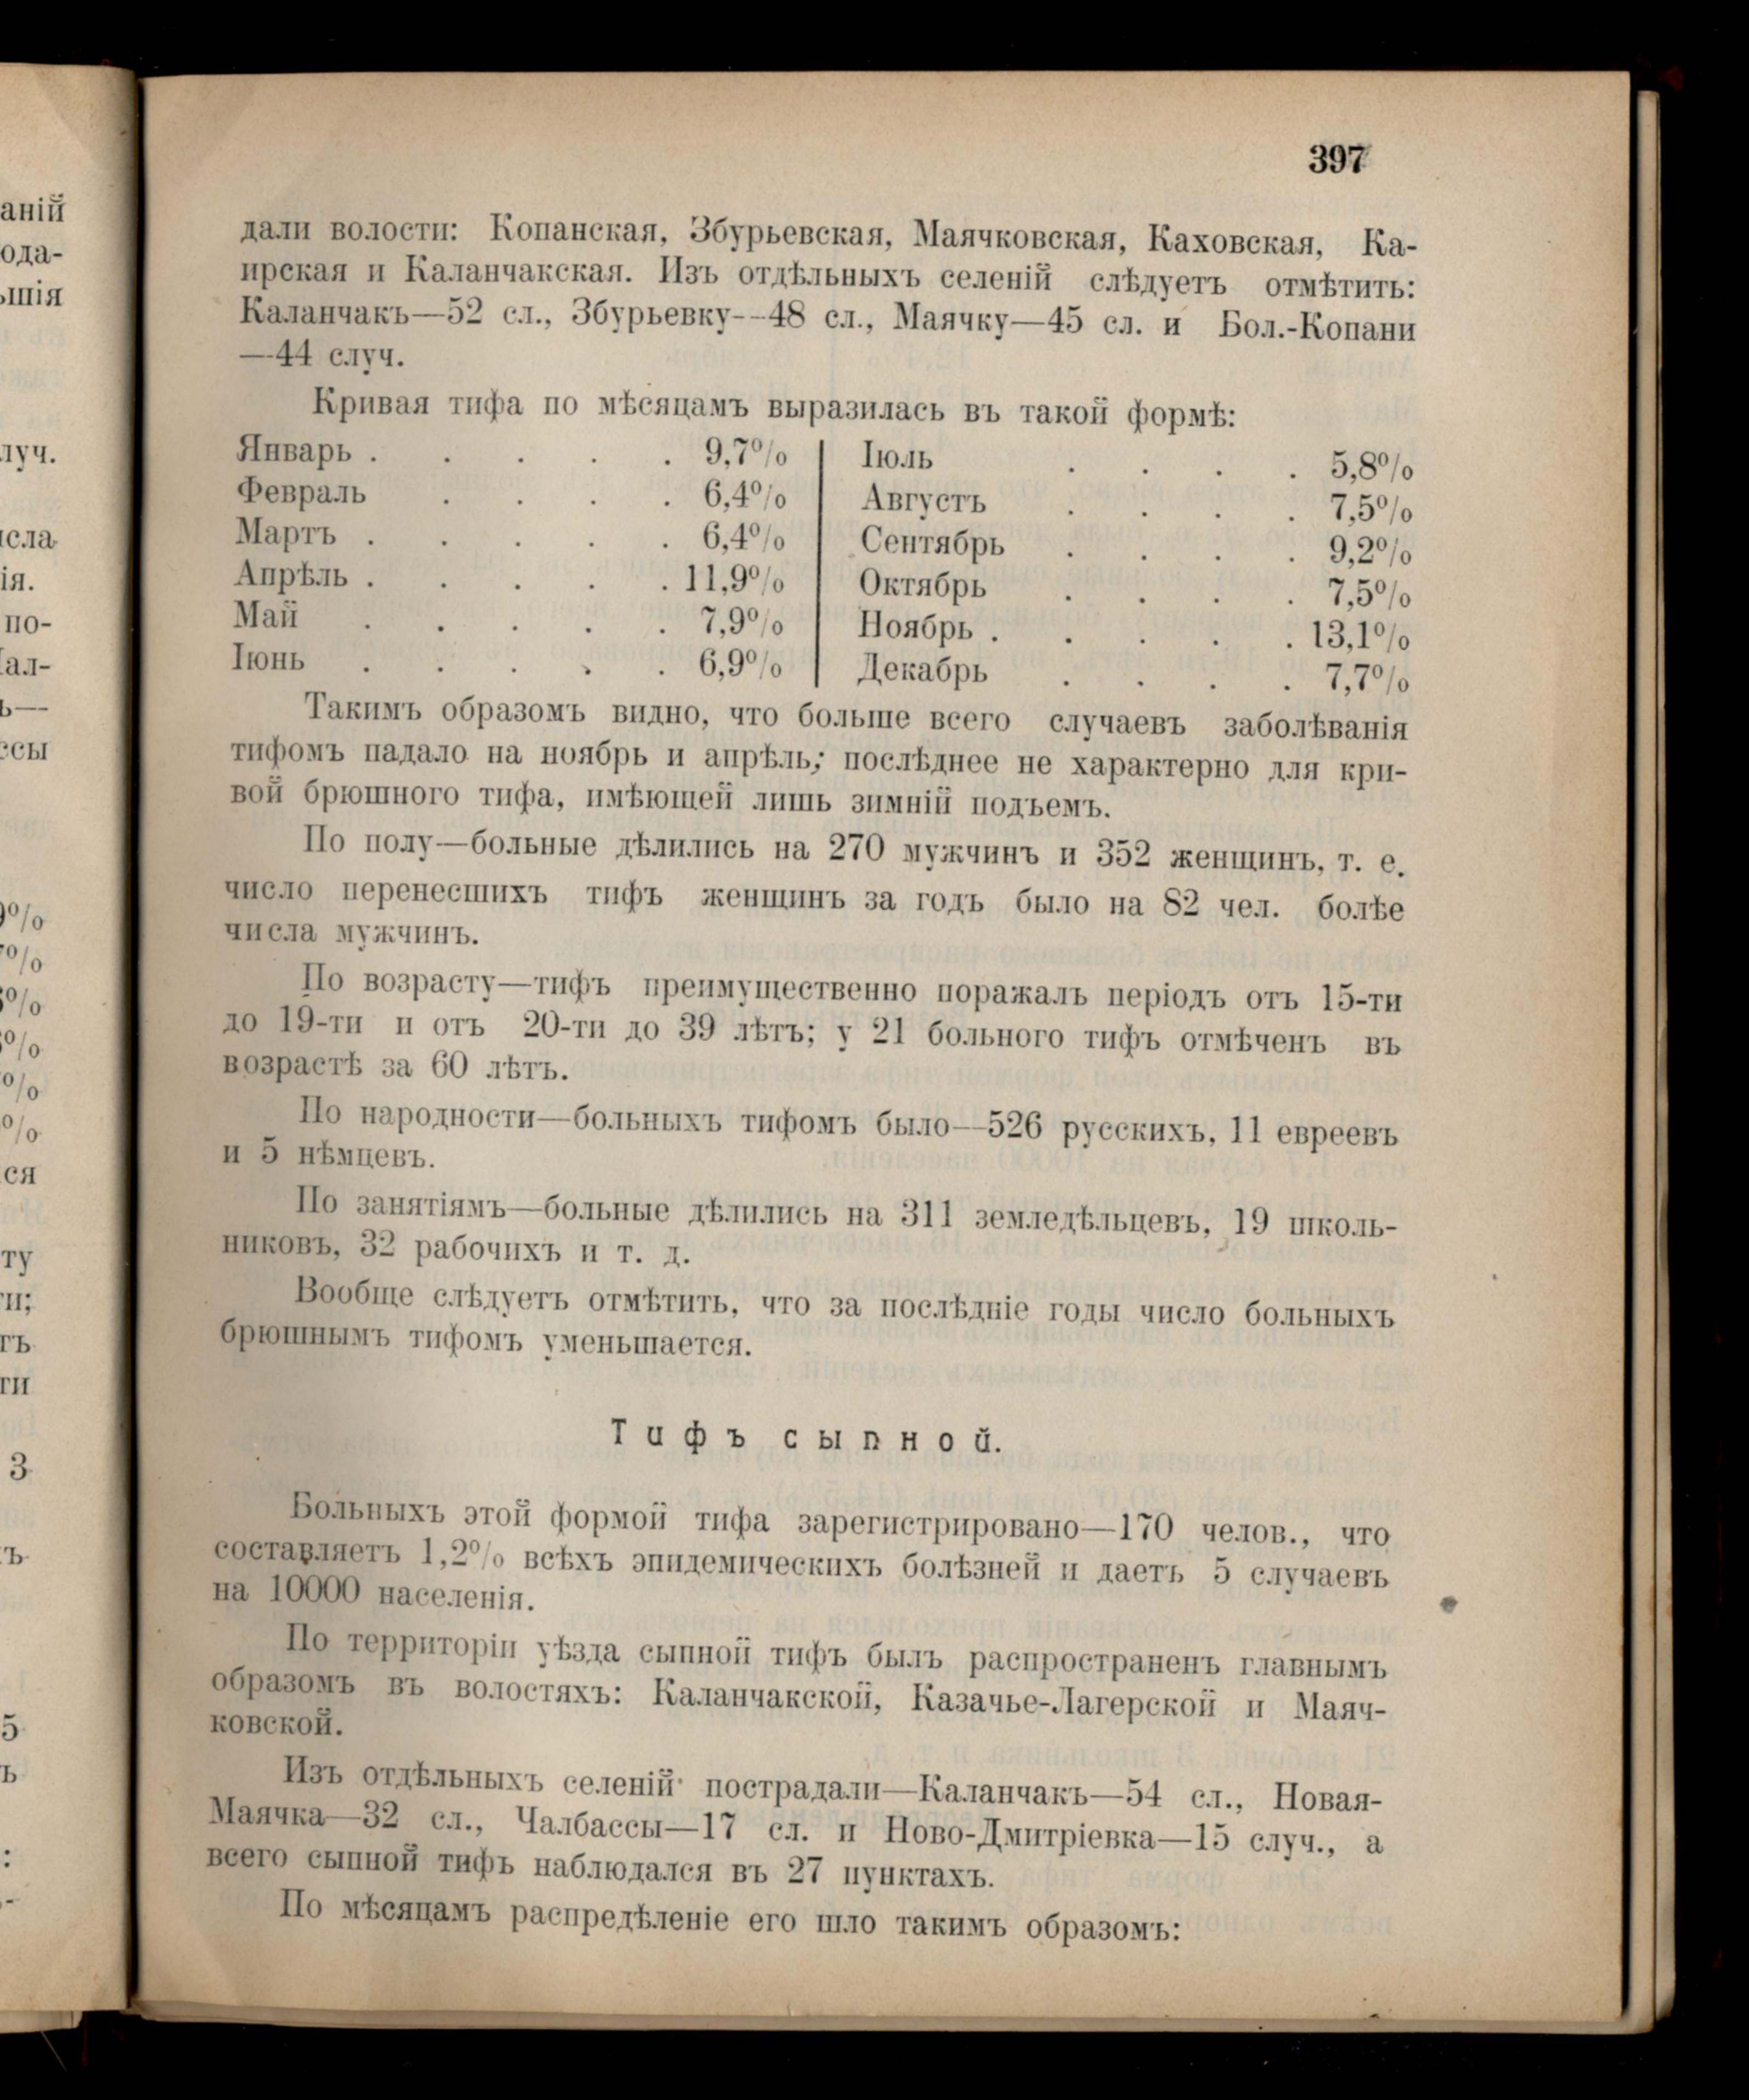 397
дали волости: Копанская, Збурьевская, Маячковская, Каховская, Ка-
ирская и Каланчакская. Изъ отдѣльныхъ селеній слѣдуетъ отмѣтить:
Каланчакъ—52 сл., Збурьевку--48 сл., Маячку—45 сл. и Бол.-Копани
—44 случ.
Кривая тифа по мѣсяцамъ выразилась въ такой формѣ:
Январь . . . . . 9,7% | Іюль . . . . 5,8%
Февраль . . . . 6,4% | Августъ . . . . 7,5%
Мартъ . . . . . 6,4% | Сентябрь . . . . 9,2%
Апрѣль . . . . . 11,9% | Октябрь . . . . 7,5%
Май . . . . . 7,9% | Ноябрь . . . . . 13,1%
Іюнь . . . . . 6,9% | Декабрь . . . . 7,7%
Такимъ образомъ видно, что больше всего случаевъ заболѣванія
тифомъ падало на ноябрь и апрѣль; послѣднее не характерно для кри-
вой брюшного тифа, имѣющей лишь зимній подъемъ.
По полу—больные дѣлились на 270 мужчинъ и 352 женщинъ, т. е.
число перенесшихъ тифъ женщинъ за годъ было на 82 чел. болѣе
числа мужчинъ.
По возрасту—тифъ преимущественно поражалъ періодъ отъ 15-ти
до 19-ти и отъ 20-ти до 39 лѣтъ; у 21 больного тифъ отмѣченъ въ
возрастѣ за 60 лѣтъ.
По народности—больныхъ тифомъ было—526 русскихъ, 11 евреевъ
и 5 нѣмцевъ.
По занятіямъ—больные дѣлились на 311 земледѣльцевъ, 19 школь-
никовъ, 32 рабочихъ и т. д.
Вообще слѣдуетъ отмѣтить, что за послѣдніе годы число больныхъ
брюшнымъ тифомъ уменьшается.
Тифъ сыпной.
Больныхъ этой формой тифа зарегистрировано—170 челов., что
составляетъ 1,2% всѣхъ эпидемическихъ болѣзней и даетъ 5 случаевъ
на 10000 населенія.
По территоріи уѣзда сыпной тифъ былъ распространенъ главнымъ
образомъ въ волостяхъ: Каланчакской, Казачье-Лагерской и Маяч-
ковской.
Изъ отдѣльныхъ селеній пострадали—Каланчакъ—54 сл., Новая-
Маячка—32 сл., Чалбассы—17 сл. и Ново-Дмитріевка—15 случ., а
всего сыпной тифъ наблюдался въ 27 пунктахъ.
По мѣсяцамъ распредѣленіе его шло такимъ образомъ: